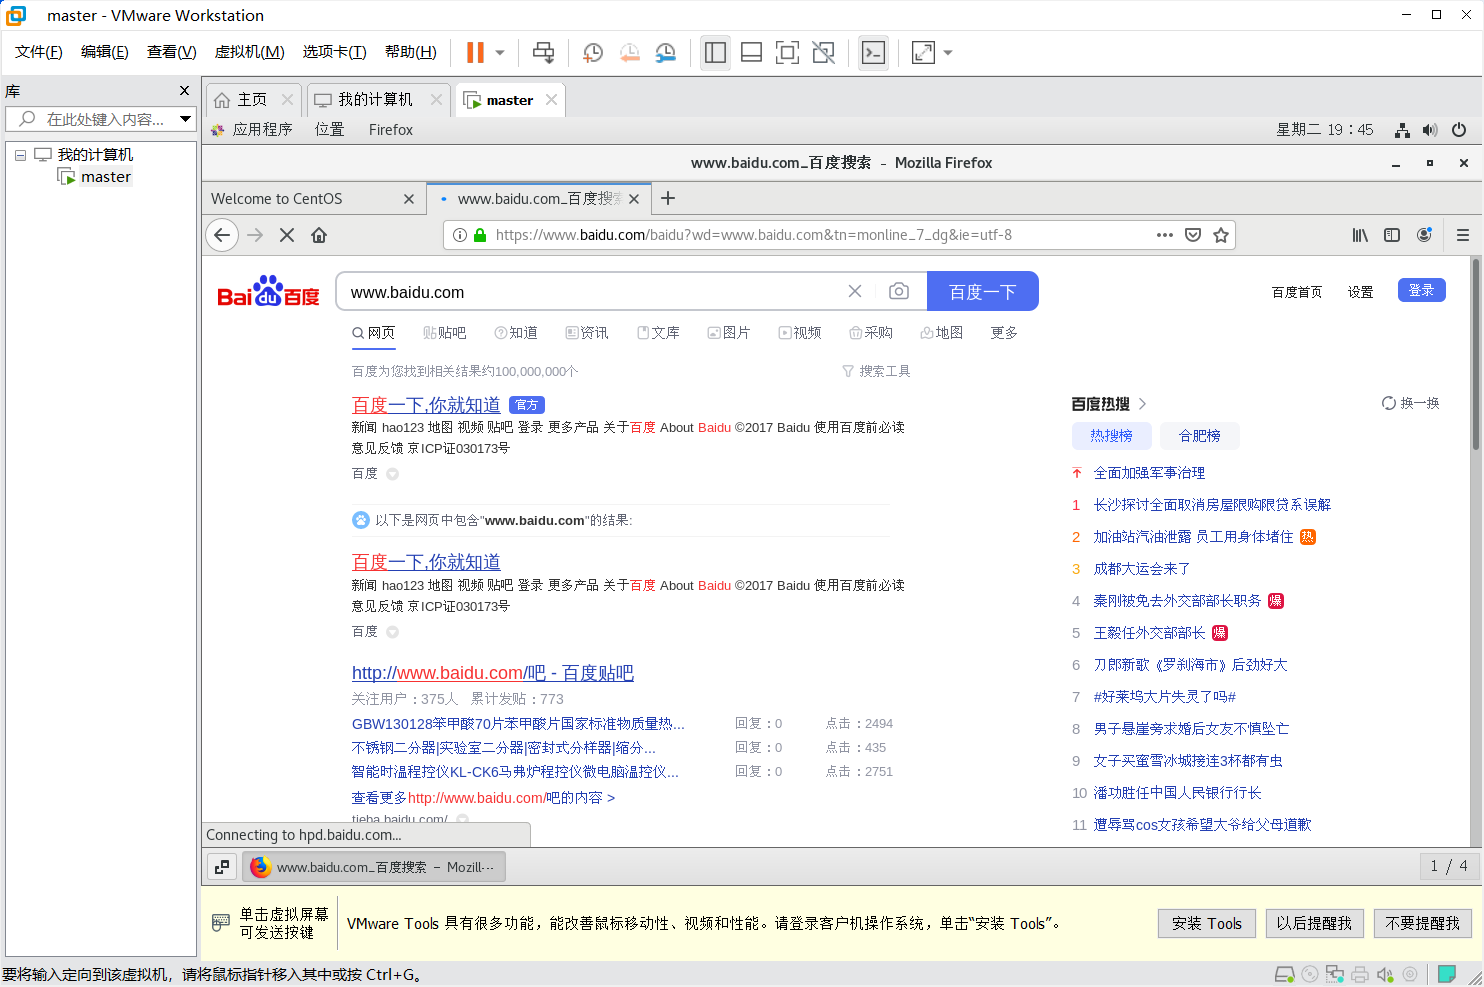 master - VMware Workstation
文件(F) 编辑(E) 查看(V) 虚拟机(M) 选项卡(T) 帮助(H)
库
在此处键入内容...
我的计算机
master
主页 我的计算机 master
应用程序 位置 Firefox 星期二 19：45
www.baidu.com_百度搜索 – Mozilla Firefox
Welcome to CentOS www.baidu.com_百度搜
https://www.baidu.com/baidu?wd=www.baidu.com&tn=monline_7_dg&ie=utf-8
Bai du 百度 www.baidu.com 百度一下 百度首页 设置 登录
网页 贴吧 知道 资讯 文库 图片 视频 采购 地图 更多
百度为您找到相关结果约100,000,000个 搜索工具
百度一下,你就知道 官方
新闻 hao123 地图 视频 贴吧 登录 更多产品 关于百度 About Baidu ©2017 Baidu 使用百度前必读
意见反馈 京ICP证030173号
百度
以下是网页中包含"www.baidu.com"的结果:
百度一下,你就知道
新闻 hao123 地图 视频 贴吧 登录 更多产品 关于百度 About Baidu ©2017 Baidu 使用百度前必读
意见反馈 京ICP证030173号
百度
http://www.baidu.com/吧 - 百度贴吧
关注用户：375人 累计发贴：773
GBW130128笨甲酸70片苯甲酸片国家标准物质量热... 回复：0 点击：2494
不锈钢二分器|实验室二分器|密封式分样器|缩分... 回复：0 点击：435
智能时温程控仪KL-CK6马弗炉程控仪微电脑温控仪... 回复：0 点击：2751
查看更多http://www.baidu.com/吧的内容 >
tieba.baidu.com/
百度热搜 换一换
热搜榜 合肥榜
全面加强军事治理
1 长沙探讨全面取消房屋限购限贷系误解
2 加油站汽油泄露 员工用身体堵住 热
3 成都大运会来了
4 秦刚被免去外交部部长职务 爆
5 王毅任外交部部长 爆
6 刀郎新歌《罗刹海市》后劲好大
7 #好莱坞大片失灵了吗#
8 男子悬崖旁求婚后女友不慎坠亡
9 女子买蜜雪冰城接连3杯都有虫
10 潘功胜任中国人民银行行长
11 遭辱骂cos女孩希望大爷给父母道歉
Connecting to hpd.baidu.com...
www.baidu.com_百度搜索 – Mozill... 1 / 4
单击虚拟屏幕
可发送按键
VMware Tools 具有很多功能，能改善鼠标移动性、视频和性能。请登录客户机操作系统，单击“安装 Tools”。
安装 Tools 以后提醒我 不要提醒我
要将输入定向到该虚拟机，请将鼠标指针移入其中或按 Ctrl+G。